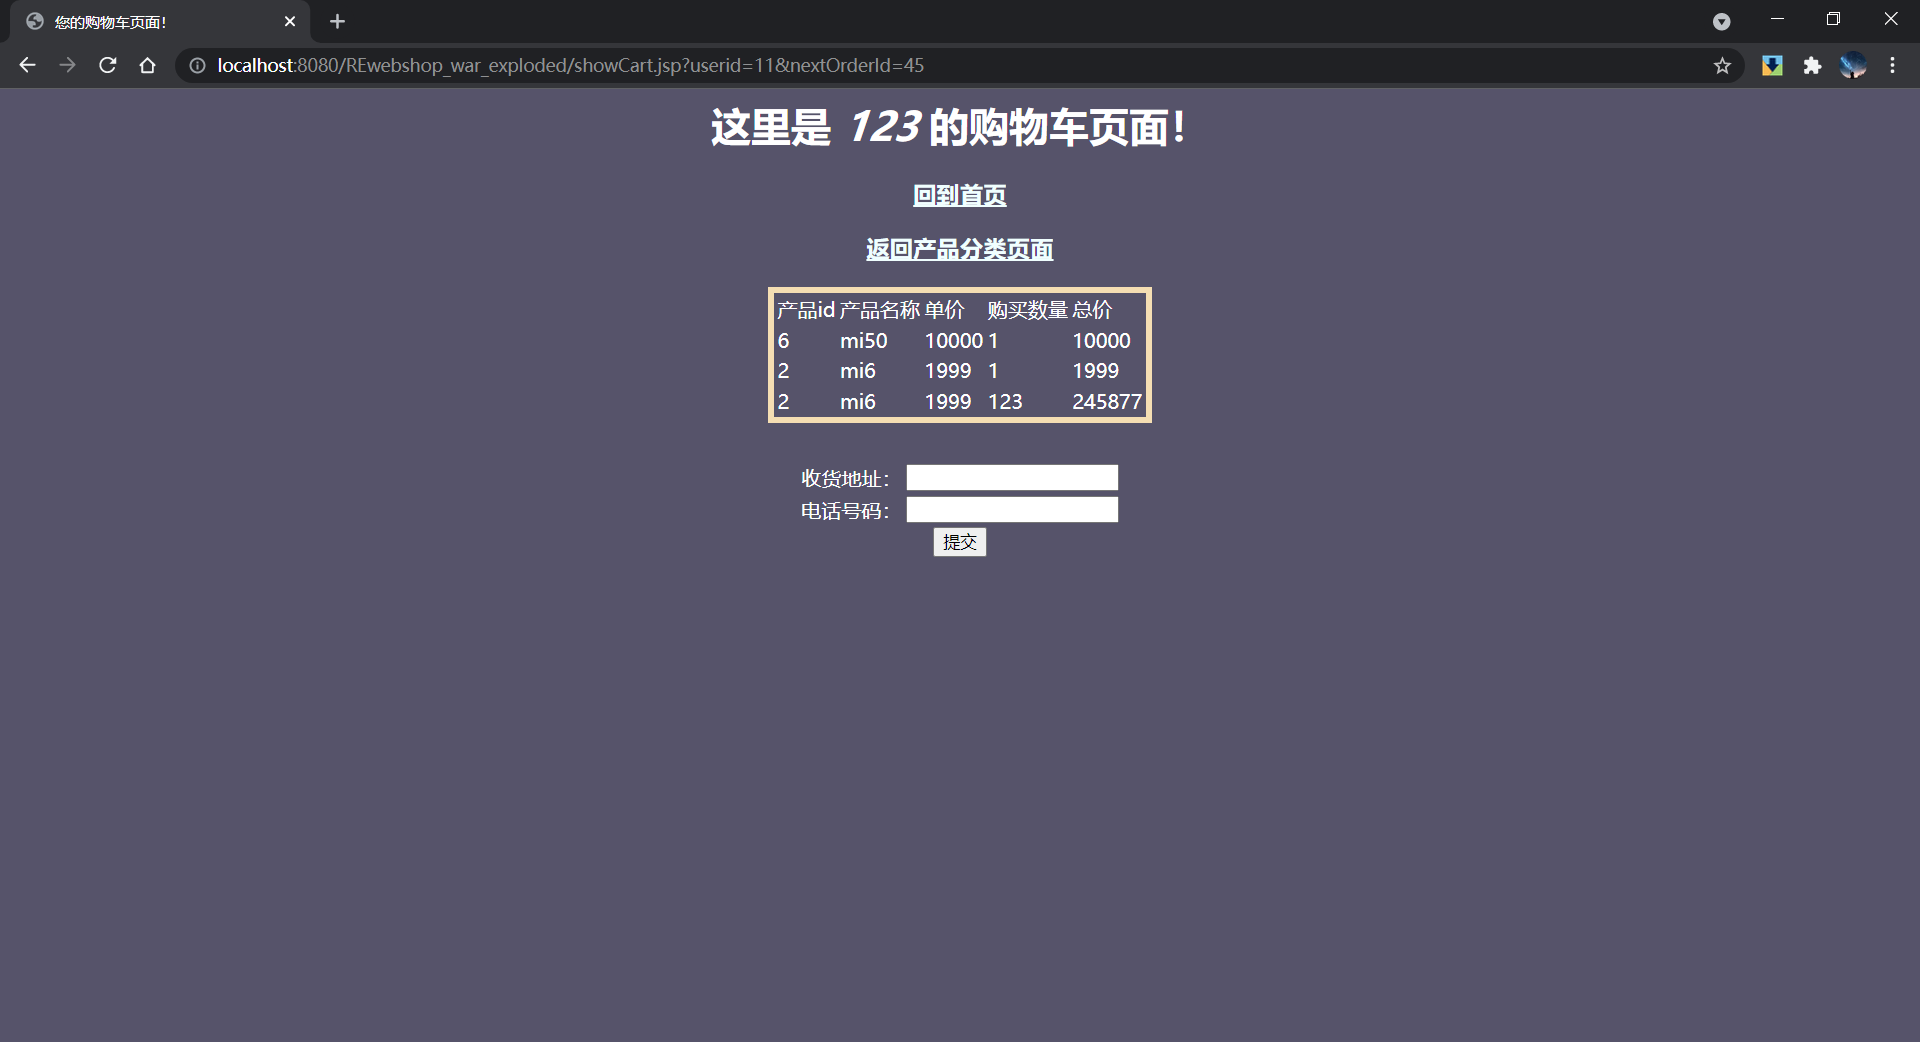 您的购物车页面！
localhost:8080/REwebshop_war_exploded/showCart.jsp?userid=11&nextOrderId=45
这里是 123 的购物车页面！
回到首页
返回产品分类页面
产品id 产品名称 单价 购买数量 总价
6 mi50 10000 1 10000
2 mi6 1999 1 1999
2 mi6 1999 123 245877
收货地址：
电话号码：
提交